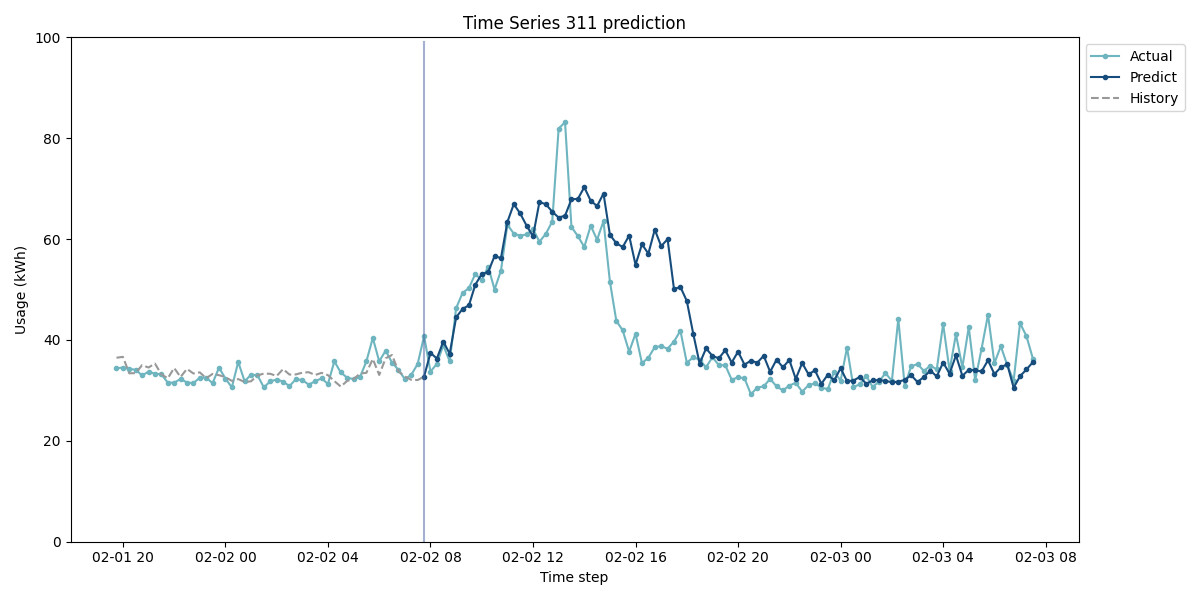 Time Series 311 prediction
Usage (kWh)
100
80
60
40
20
0
02-01 20
02-02 00
02-02 04
02-02 08
02-02 12
02-02 16
02-02 20
02-03 00
02-03 04
02-03 08
Time step
Actual
Predict
History